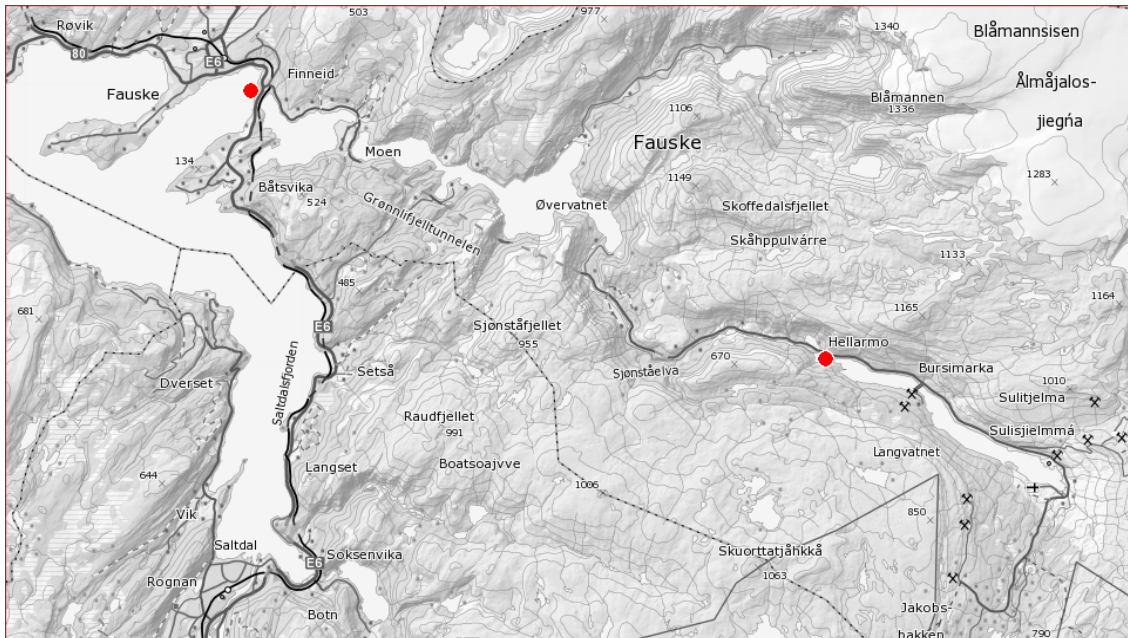 503
977
1340
Røvik
Blåmannsisen
80
E6
Finneid
Ålmåjalos-
Fauske
Blåmannen
1106
1336
jiegńa
Fauske
134
Moen
1149
1283
Båtsvika
524
Grønnlifjelltunnelen
Øvervatnet
Skoffedalsfjellet
Skåhppulvárre
1133
485
1164
681
1165
E6
Sjønståfjellet
955
Hellarmo
670
Saltdalsfjorden
Setså
Sjønståelva
Bursimarka
Dverset
1010
Sulitjelma
Raudfjellet
991
Sulisjielmmá
Langset
Boatsoajvve
Langvatnet
644
1006
Vik
850
Saltdal
Soksenvika
Skuorttatjåhkkå
E6
Rognan
1063
Botn
Jakobs-
bakken
790